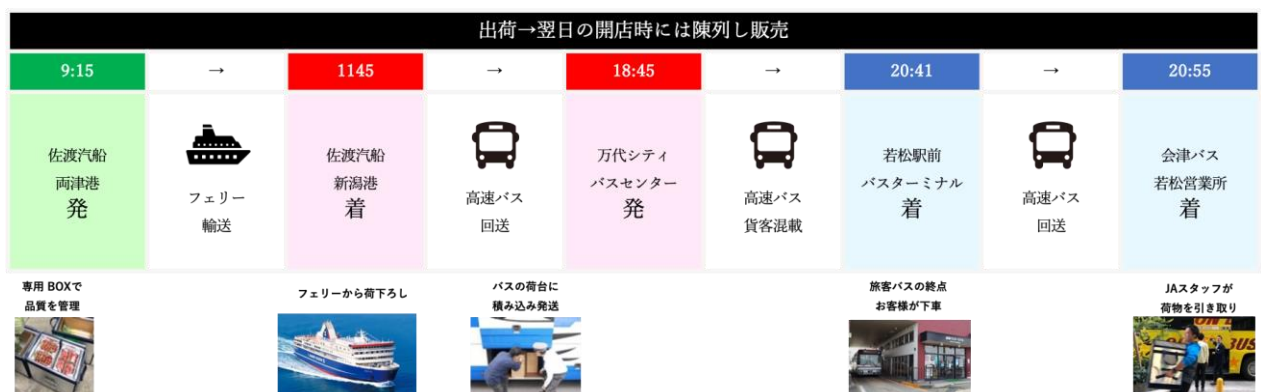 出荷→翌日の開店時には陳列し販売
9:15 → 1145 → 18:45 → 20:41 → 20:55
佐渡汽船
両津港
発
フェリー
輸送
佐渡汽船
新潟港
着
高速バス
回送
万代シティ
バスセンター
発
高速バス
貨客混載
若松駅前
バスターミナル
着
高速バス
回送
会津バス
若松営業所
着
専用 BOXで
品質を管理
フェリーから荷下ろし
バスの荷台に
積み込み発送
旅客バスの終点
お客様が下車
JAスタッフが
荷物を引き取り